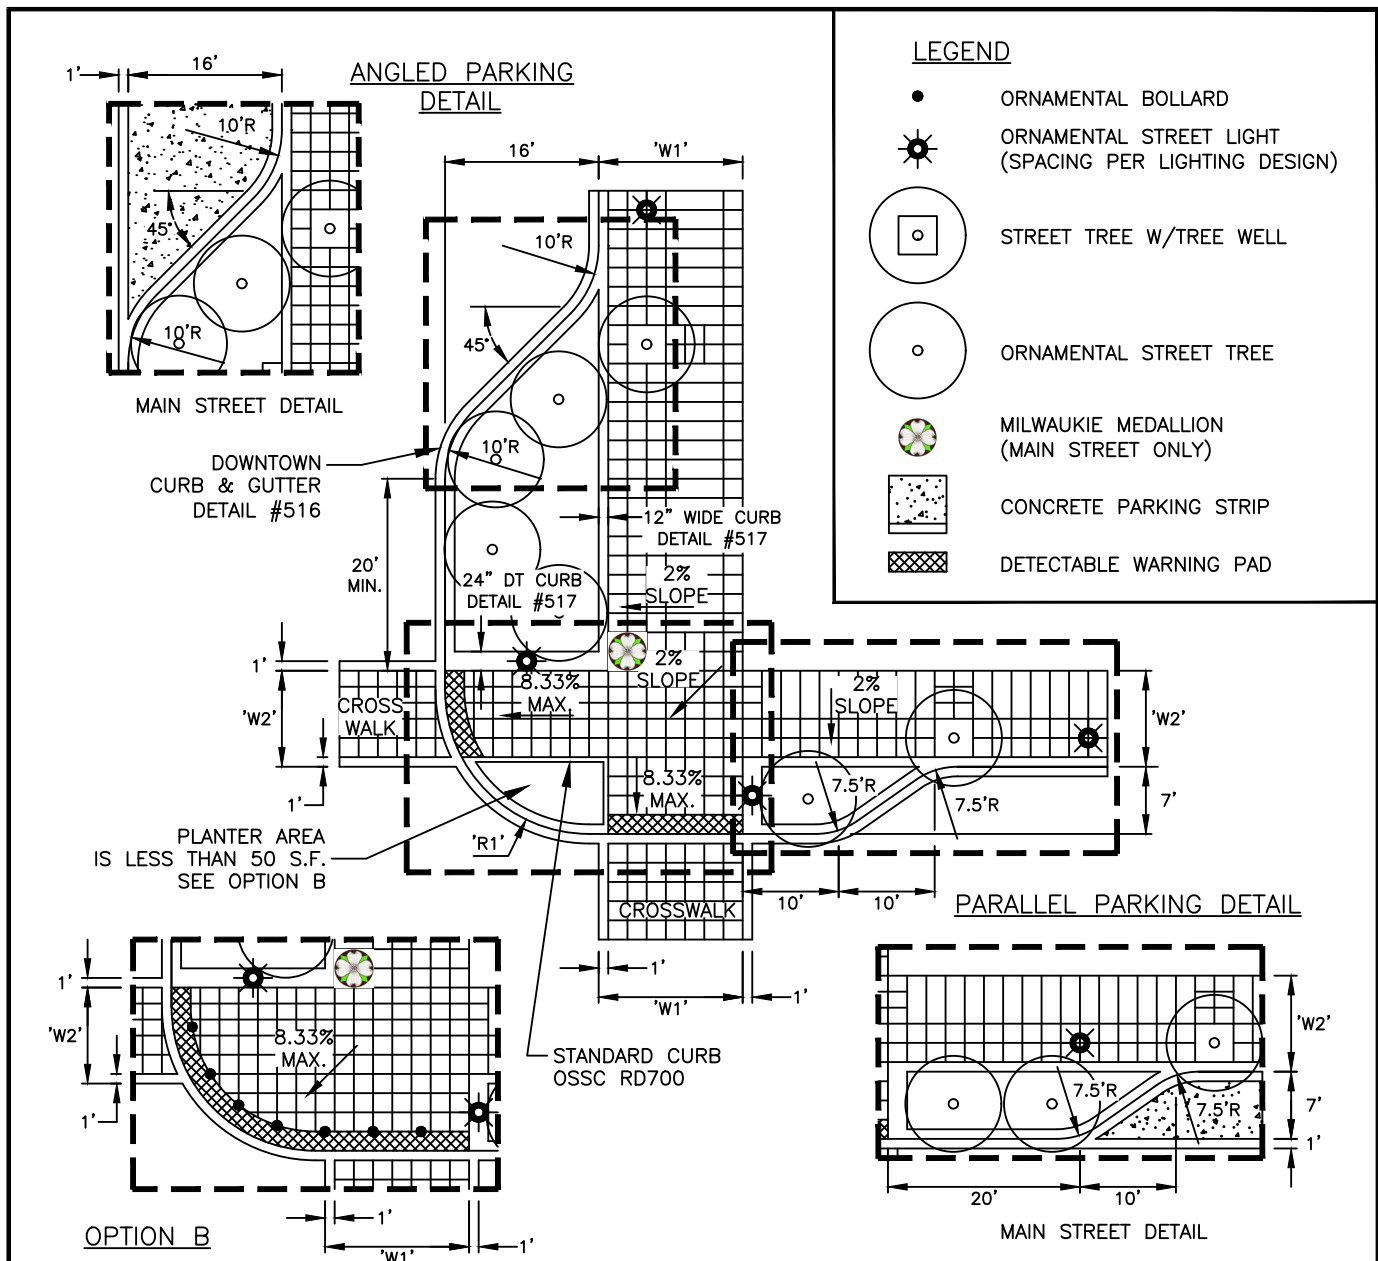 ANGLED PARKING
DETAIL
1'
16'
10'R
45°
10'R
MAIN STREET DETAIL
16'
'W1'
10'R
45°
10'R
DOWNTOWN
CURB & GUTTER
DETAIL #516
12" WIDE CURB
DETAIL #517
20'
MIN.
24" DT CURB
DETAIL #517
2%
SLOPE
1'
'W2'
1'
CROSS
WALK
8.33%
MAX.
2%
SLOPE
2%
SLOPE
'W2'
7'
8.33%
MAX.
7.5'R
7.5'R
'R1'
PLANTER AREA
IS LESS THAN 50 S.F.
SEE OPTION B
10'
10'
CROSSWALK
1'
'W1'
1'
STANDARD CURB
OSSC RD700
LEGEND
ORNAMENTAL BOLLARD
ORNAMENTAL STREET LIGHT
(SPACING PER LIGHTING DESIGN)
STREET TREE W/TREE WELL
ORNAMENTAL STREET TREE
MILWAUKIE MEDALLION
(MAIN STREET ONLY)
CONCRETE PARKING STRIP
DETECTABLE WARNING PAD
1'
'W2'
1'
8.33%
MAX.
1'
'W1'
1'
OPTION B
PARALLEL PARKING DETAIL
'W2'
7.5'R
7.5'R
7'
1'
20'
10'
MAIN STREET DETAIL